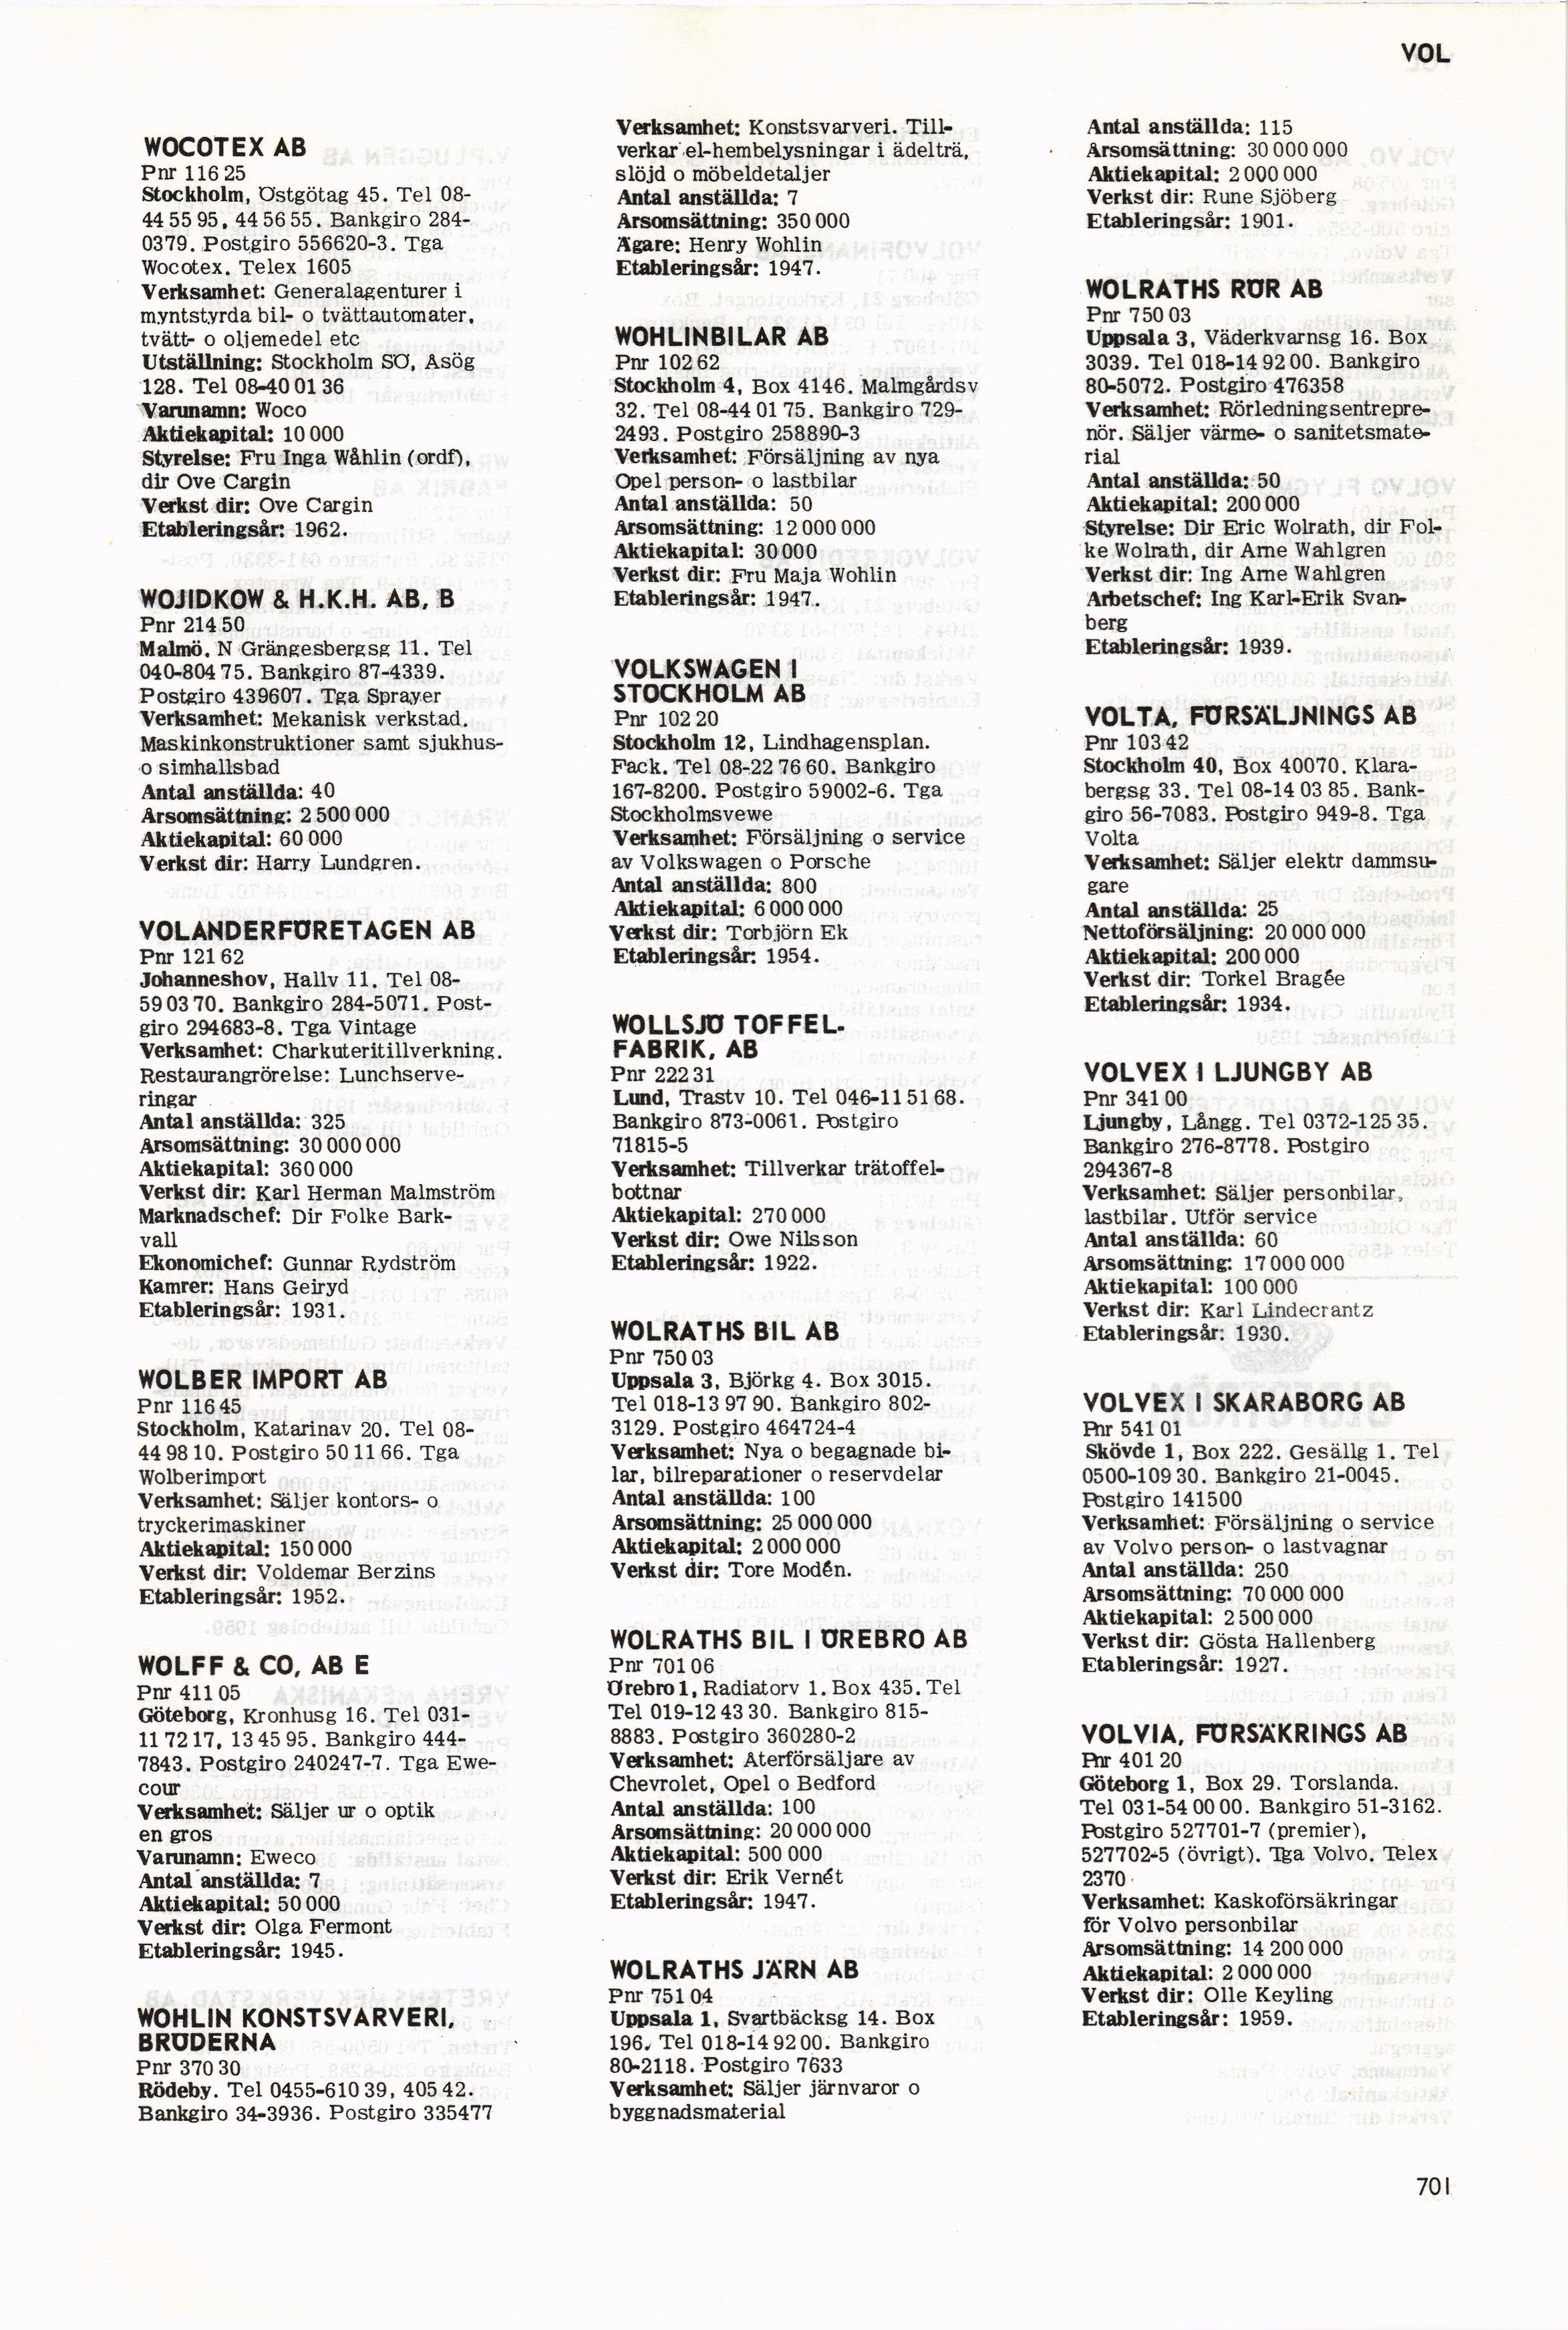 VOL
WOCOTEX AB
Pnr 116 25
Stockholm, Östgötag 45. Tel 08-
44 55 95, 44 56 55. Bankgiro 284-
0379. Postgiro 556620-3. Tga
Wocotex. Telex 1605
Verksamhet: Generalagenturer i
myntstyrda bil- o tvättautomater,
tvätt- o oljemedel etc
Utställning: Stockholm SÖ, Åsög
128. Tel 08-40 01 36
Varunamn: Woco
Aktiekapital: 10 000
Styrelse: Fru Inga Wåhlin (ordf),
dir Ove Cargin
Verkst dir: Ove Cargin
Etableringsår: 1962.
WOJIDKOW & H.K.H. AB, B
Pnr 214 50
Malmö, N Grängesbergsg 11. Tel
040-804 75. Bankgiro 87-4339.
Postgiro 439607. Tga Sprayer
Verksamhet: Mekanisk verkstad.
Maskinkonstruktioner samt sjukhus-
o simhallsbad
Antal anställda: 40
Årsomsättning: 2 500 000
Aktiekapital: 60 000
Verkst dir: Harry Lundgren.
VOLANDERFÖRETAGEN AB
Pnr 121 62
Johanneshov, Hallv 11. Tel 08-
59 03 70. Bankgiro 284-5071. Post-
giro 294683-8. Tga Vintage
Verksamhet: Charkuteritillverkning.
Restaurangrörelse: Lunchserve-
ringar
Antal anställda: 325
Årsomsättning: 30 000 000
Aktiekapital: 360 000
Verkst dir: Karl Herman Malmström
Marknadschef: Dir Folke Bark-
vall
Ekonomichef: Gunnar Rydström
Kamrer: Hans Geiryd
Etableringsår: 1931.
WOLBER IMPORT AB
Pnr 116 45
Stockholm, Katarinav 20. Tel 08-
44 98 10. Postgiro 50 11 66. Tga
Wolberimport
Verksamhet: Säljer kontors- o
tryckerimaskiner
Aktiekapital: 150 000
Verkst dir: Voldemar Berzins
Etableringsår: 1952.
WOLFF & CO, AB E
Pnr 411 05
Göteborg, Kronhusg 16. Tel 031-
11 72 17, 13 45 95. Bankgiro 444-
7843. Postgiro 240247-7. Tga Ewe-
cour
Verksamhet: Säljer ur o optik
en gros
Varunamn: Eweco
Antal anställda: 7
Aktiekapital: 50 000
Verkst dir: Olga Fermont
Etableringsår: 1945.
WOHLIN KONSTSVARVERI,
BRÖDERNA
Pnr 370 30
Rödeby. Tel 0455-610 39, 405 42.
Bankgiro 34-3936. Postgiro 335477
Verksamhet: Konstsvarveri. Till-
verkar el-hembelysningar i ädelträ,
slöjd o möbeldetaljer
Antal anställda: 7
Årsomsättning: 350 000
Ägare: Henry Wohlin
Etableringsår: 1947.
WOHLINBILAR AB
Pnr 102 62
Stockholm 4, Box 4146. Malmgårdsv
32. Tel 08-44 01 75. Bankgiro 729-
2493. Postgiro 258890-3
Verksamhet: Försäljning av nya
Opel person- o lastbilar
Antal anställda: 50
Årsomsättning: 12 000 000
Aktiekapital: 30 000
Verkst dir: Fru Maja Wohlin
Etableringsår: 1947.
VOLKSWAGEN I
STOCKHOLM AB
Pnr 102 20
Stockholm 12, Lindhagensplan.
Fack. Tel 08-22 76 60. Bankgiro
167-8200. Postgiro 59002-6. Tga
Stockholmsvewe
Verksamhet: Försäljning o service
av Volkswagen o Porsche
Antal anställda: 800
Aktiekapital: 6 000 000
Verkst dir: Torbjörn Ek
Etableringsår: 1954.
WOLLSJÖ TOFFEL-
FABRIK, AB
Pnr 222 31
Lund, Trastv 10. Tel 046-11 51 68.
Bankgiro 873-0061. Postgiro
71815-5
Verksamhet: Tillverkar trätoffel-
bottnar
Aktiekapital: 270 000
Verkst dir: Owe Nilsson
Etableringsår: 1922.
WOLRATHS BIL AB
Pnr 750 03
Uppsala 3, Björkg 4. Box 3015.
Tel 018-13 97 90. Bankgiro 802-
3129. Postgiro 464724-4
Verksamhet: Nya o begagnade bi-
lar, bilreparationer o reservdelar
Antal anställda: 100
Årsomsättning: 25 000 000
Aktiekapital: 2 000 000
Verkst dir: Tore Modén.
WOLRATHS BIL I ÖREBRO AB
Pnr 701 06
Örebro 1, Radiatorv 1. Box 435. Tel
Tel 019-12 43 30. Bankgiro 815-
8883. Postgiro 360280-2
Verksamhet: Återförsäljare av
Chevrolet, Opel o Bedford
Antal anställda: 100
Årsomsättning: 20 000 000
Aktiekapital: 500 000
Verkst dir: Erik Vernét
Etableringsår: 1947.
WOLRATHS JÄRN AB
Pnr 751 04
Uppsala 1, Svartbäcksg 14. Box
196. Tel 018-14 92 00. Bankgiro
80-2118. Postgiro 7633
Verksamhet: Säljer järnvaror o
byggnadsmaterial
Antal anställda: 115
Årsomsättning: 30 000 000
Aktiekapital: 2 000 000
Verkst dir: Rune Sjöberg
Etableringsår: 1901.
WOLRATHS RÖR AB
Pnr 750 03
Uppsala 3, Väderkvarnsg 16. Box
3039. Tel 018-14 92 00. Bankgiro
80-5072. Postgiro 476358
Verksamhet: Rörledningsentrepre-
nör. Säljer värme- o sanitetsmate-
rial
Antal anställda: 50
Aktiekapital: 200 000
Styrelse: Dir Eric Wolrath, dir Fol-
ke Wolrath, dir Arne Wahlgren
Verkst dir: Ing Arne Wahlgren
Arbetschef: Ing Karl-Erik Svan-
berg
Etableringsår: 1939.
VOLTA, FÖRSÄLJNINGS AB
Pnr 103 42
Stockholm 40, Box 40070. Klara-
bergsg 33. Tel 08-14 03 85. Bank-
giro 56-7083. Postgiro 949-8. Tga
Volta
Verksamhet: Säljer elektr dammsu-
gare
Antal anställda: 25
Nettoförsäljning: 20 000 000
Aktiekapital: 200 000
Verkst dir: Torkel Bragée
Etableringsår: 1934.
VOLVEX I LJUNGBY AB
Pnr 341 00
Ljungby, Långg. Tel 0372-125 35.
Bankgiro 276-8778. Postgiro
294367-8
Verksamhet: Säljer personbilar,
lastbilar. Utför service
Antal anställda: 60
Årsomsättning: 17 000 000
Aktiekapital: 100 000
Verkst dir: Karl Lindecrantz
Etableringsår: 1930.
VOLVEX I SKARABORG AB
Pnr 541 01
Skövde 1, Box 222. Gesällg 1. Tel
0500-109 30. Bankgiro 21-0045.
Postgiro 141500
Verksamhet: Försäljning o service
av Volvo person- o lastvagnar
Antal anställda: 250
Årsomsättning: 70 000 000
Aktiekapital: 2 500 000
Verkst dir: Gösta Hallenberg
Etableringsår: 1927.
VOLVIA, FÖRSÄKRINGS AB
Pnr 401 20
Göteborg 1, Box 29. Torslanda.
Tel 031-54 00 00. Bankgiro 51-3162.
Postgiro 527701-7 (premier),
527702-5 (övrigt). Tga Volvo. Telex
2370
Verksamhet: Kaskoförsäkringar
för Volvo personbilar
Årsomsättning: 14 200 000
Aktiekapital: 2 000 000
Verkst dir: Olle Keyling
Etableringsår: 1959.
701